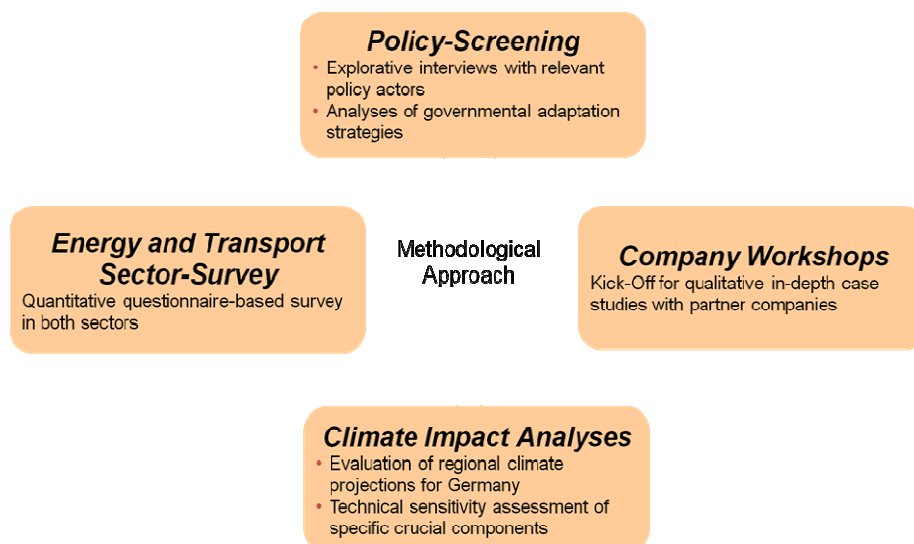 Policy-Screening
• Explorative interviews with relevant
policy actors
• Analyses of governmental adaptation
strategies
Energy and Transport
Sector-Survey
Quantitative questionnaire-based survey
in both sectors
Methodological
Approach
Company Workshops
Kick-Off for qualitative in-depth case
studies with partner companies
Climate Impact Analyses
• Evaluation of regional climate
projections for Germany
• Technical sensitivity assessment of
specific crucial components